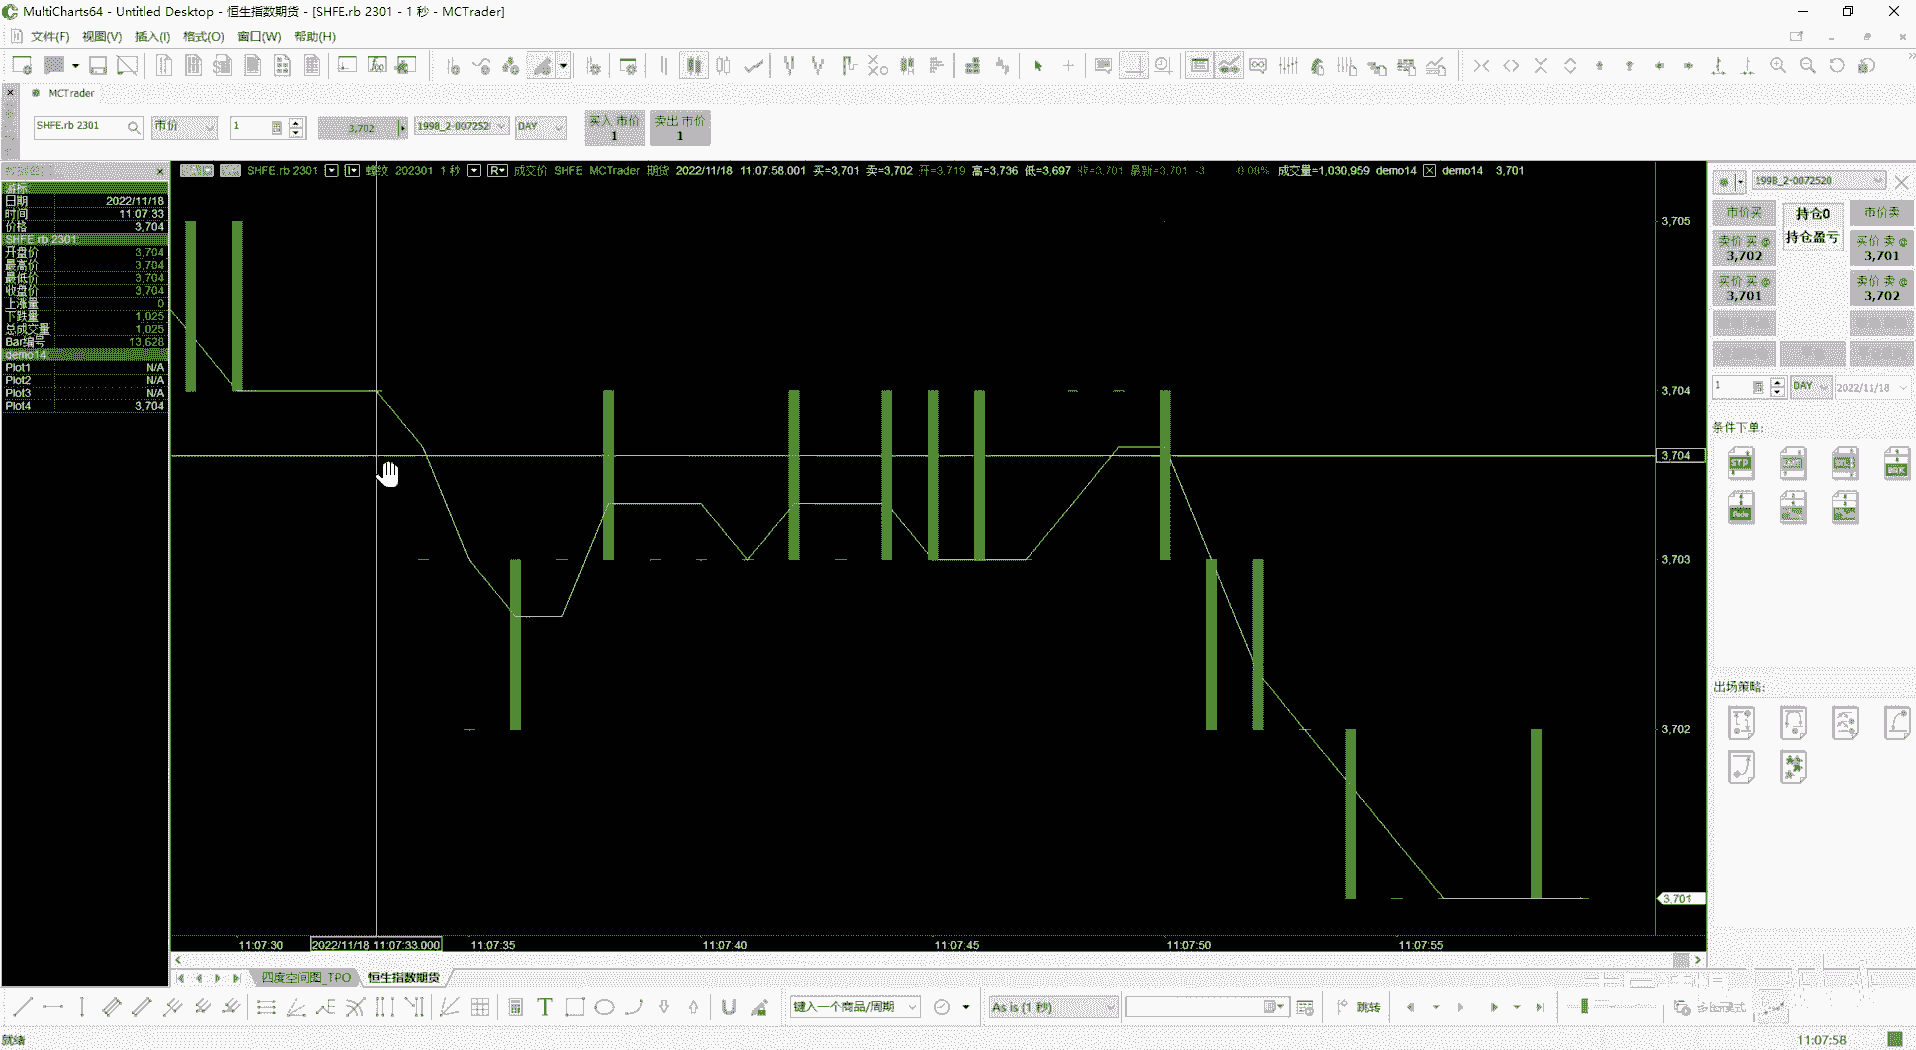 MultiCharts64 - Untitled Desktop - 恒生指数期货 - [SHFE.rb 2301 - 1 秒 - MCTrader]
文件(F) 视图(V) 插入(I) 格式(O) 窗口(W) 帮助(H)
MCTrader
SHFE.rb 2301 市价 1 3,702 1998_2-007252 DAY 买入 市价 1 卖出 市价 1
SHFE.rb 2301 螺纹 202301 1 秒 成交价 SHFE MCTrader 期货 2022/11/18 11:07:58.001 买=3,701 卖=3,702 开=3,719 高=3,736 低=3,697 收=3,701 最新=3,701 -3 -0.08% 成交量=1,030,959 demo14 demo14 3,701
游标
日期 2022/11/18
时间 11:07:33
价格 3,704
SHFE.rb 2301
开盘价 3,704
最高价 3,704
最低价 3,704
收盘价 3,704
上涨量 0
下跌量 1,025
总成交量 1,025
Bar编号 13,628
demo14
Plot1 N/A
Plot2 N/A
Plot3 N/A
Plot4 3,704
3,705
3,704
3,704
3,703
3,702
3,701
11:07:30 2022/11/18 11:07:33.000 11:07:35 11:07:40 11:07:45 11:07:50 11:07:55
1998_2-0072520
市价买 持仓0 市价卖
持仓盈亏
卖价 买 @ 3,702 买价 卖 @ 3,701
买价 买 @ 3,701 卖价 卖 @ 3,702
1 DAY 2022/11/18
条件下单:
STP
出场策略:
四度空间图_TPO 恒生指数期货
键入一个商品/周期 As is (1 秒) 跳转
就绪 11:07:58